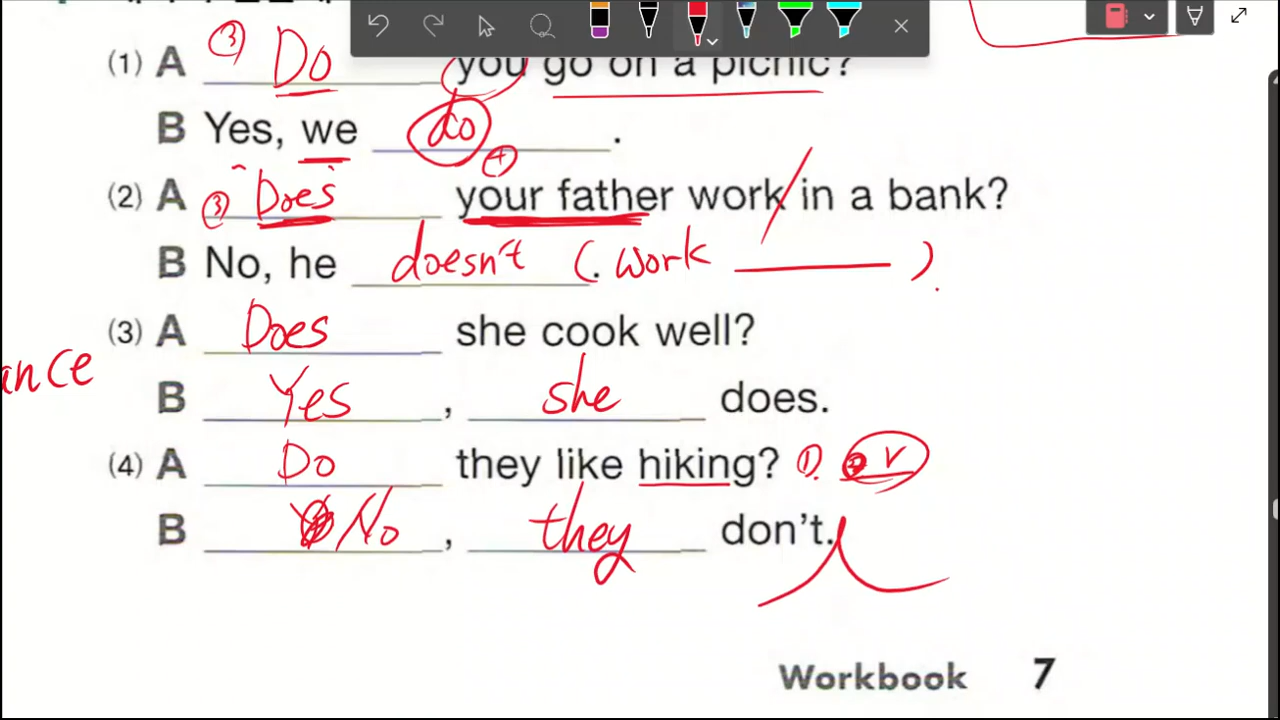 (1) A ③ Do you go on a picnic?
B Yes, we do.
④
(2) A ③ Does your father work in a bank?
B No, he doesn't (. work ______ ).
(3) A Does she cook well?
ance
B Yes, she does.
(4) A Do they like hiking? ①. v
B No, they don't.
Workbook 7